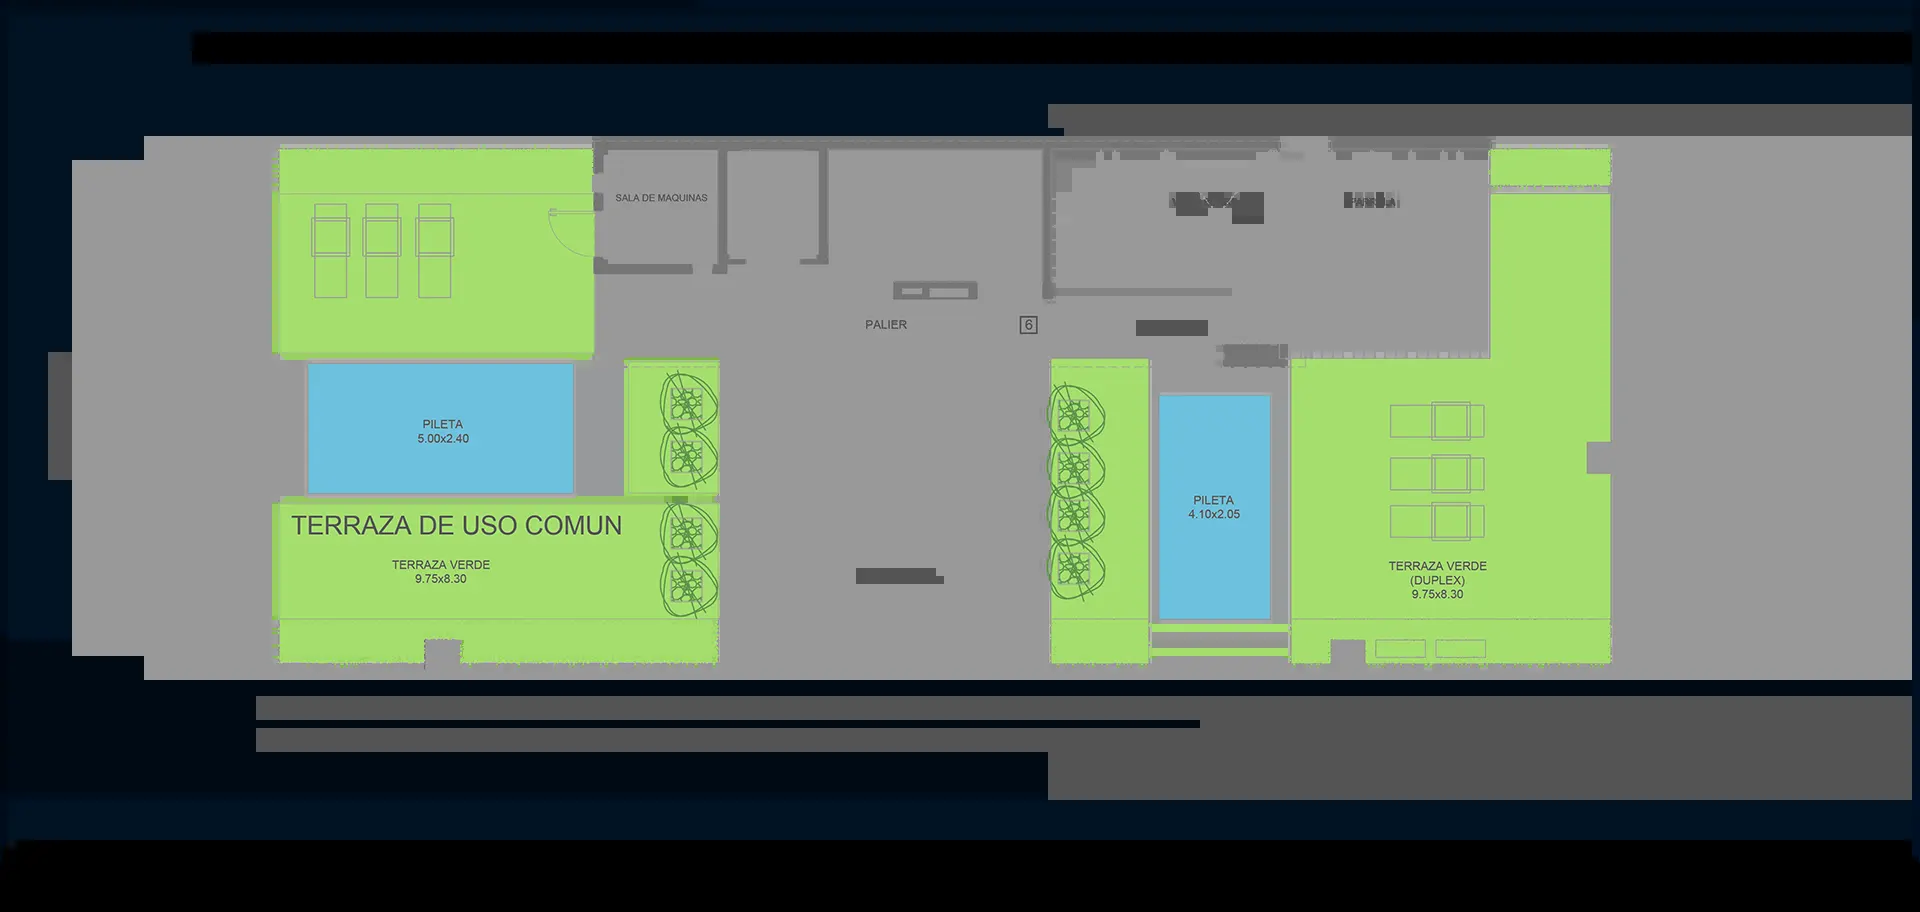 SALA DE MAQUINAS
PALIER
6
PILETA
5.00x2.40
TERRAZA DE USO COMUN
TERRAZA VERDE
9.75x8.30
PILETA
4.10x2.05
TERRAZA VERDE
(DUPLEX)
9.75x8.30